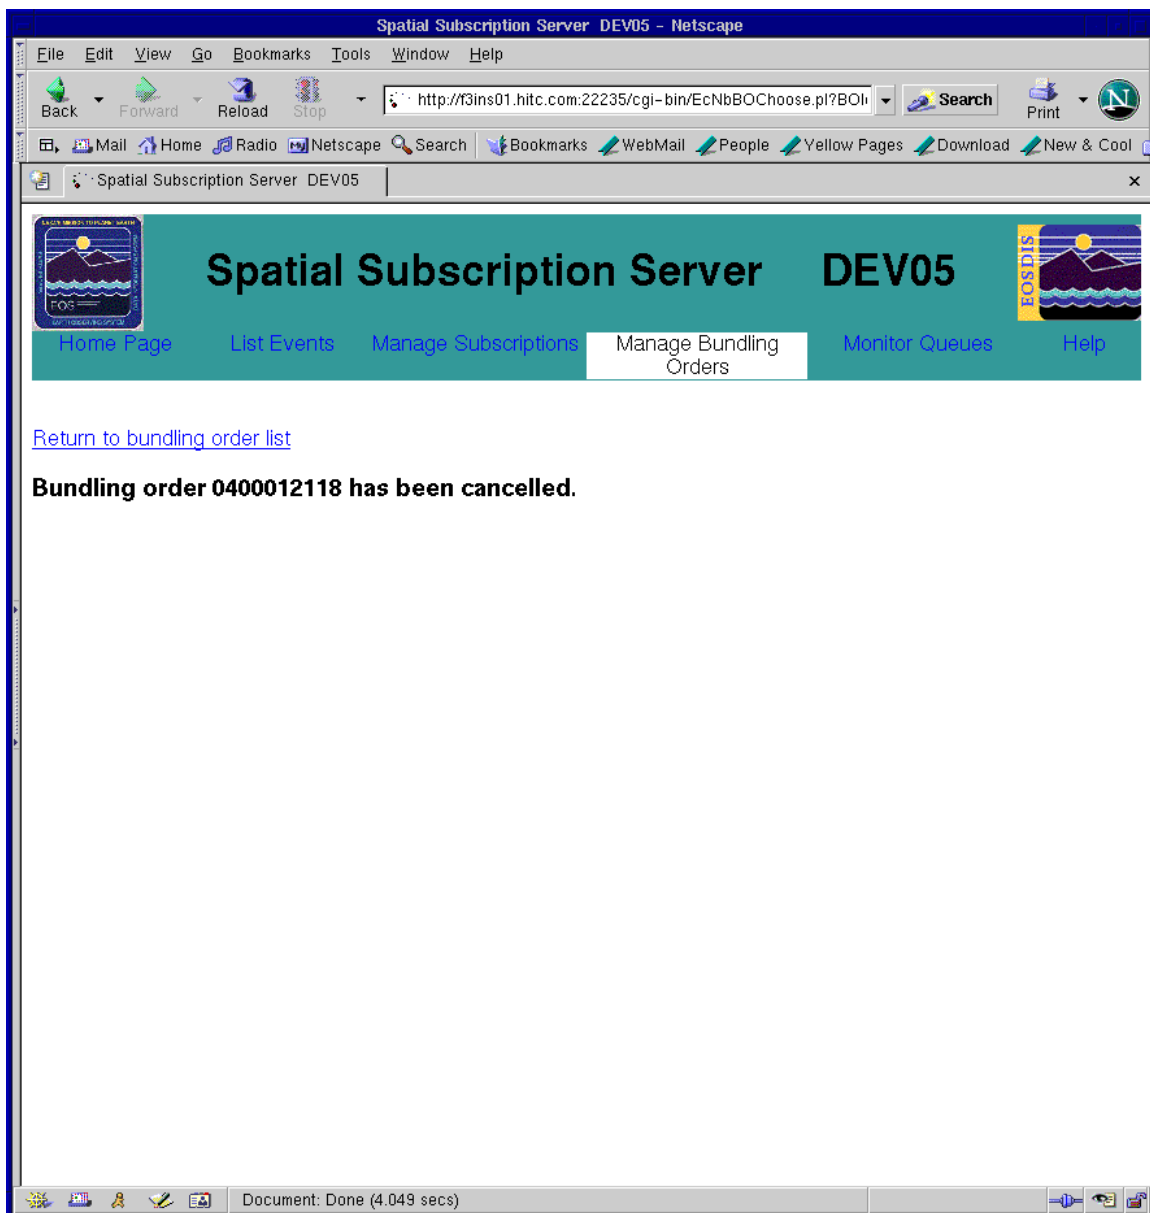 Spatial Subscription Server DEV05 - Netscape
File Edit View Go Bookmarks Tools Window Help
Back Forward Reload Stop http://f3ins01.hitc.com:22235/cgi-bin/EcNbBOChoose.pl?BOI Search Print N
Mail Home Radio My Netscape Search Bookmarks WebMail People Yellow Pages Download New & Cool
Spatial Subscription Server DEV05 x
EOS
Spatial Subscription Server DEV05
EOSDIS
Home Page List Events Manage Subscriptions Manage Bundling Orders Monitor Queues Help
Return to bundling order list
Bundling order 0400012118 has been cancelled.
Document: Done (4.049 secs)